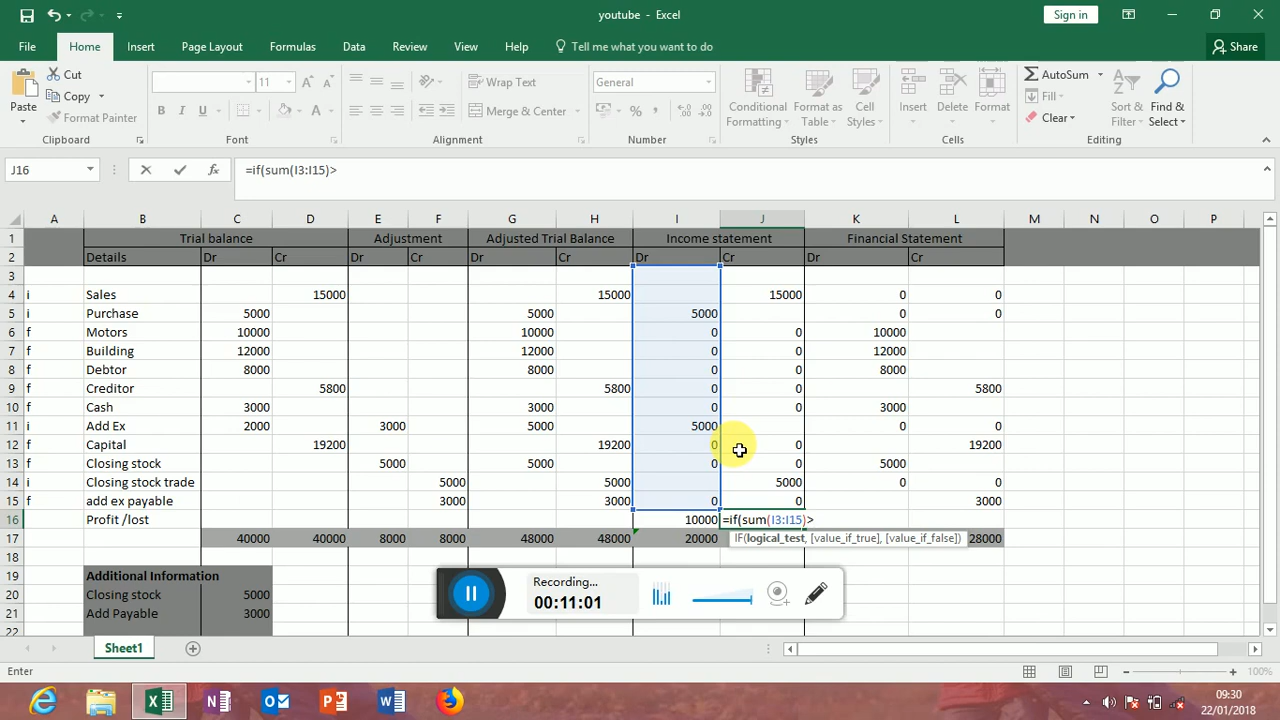 youtube - Excel
Sign in
File Home Insert Page Layout Formulas Data Review View Help Tell me what you want to do Share
Paste
Cut
Copy
Format Painter
Clipboard
11 A A
B I U A
Font
Wrap Text
Merge & Center
Alignment
General
%
Number
Conditional Formatting
Format as Table
Cell Styles
Styles
Insert Delete Format
Cells
AutoSum
Fill
Clear
Sort & Filter
Find & Select
Editing
J16 fx =if(sum(I3:I15)>
A B C D E F G H I J K L M N O P
1 Trial balance Adjustment Adjusted Trial Balance Income statement Financial Statement
2 Details Dr Cr Dr Cr Dr Cr Dr Cr Dr Cr
3
4 i Sales 15000 15000 15000 0 0
5 i Purchase 5000 5000 5000 0 0
6 f Motors 10000 10000 0 0 10000
7 f Building 12000 12000 0 0 12000
8 f Debtor 8000 8000 0 0 8000
9 f Creditor 5800 5800 0 0 5800
10 f Cash 3000 3000 0 0 3000
11 i Add Ex 2000 3000 5000 5000 0 0
12 f Capital 19200 19200 0 0 19200
13 f Closing stock 5000 5000 0 0 5000
14 i Closing stock trade 5000 5000 5000 0 0
15 f add ex payable 3000 3000 0 0 3000
16 Profit /lost 10000 =if(sum(I3:I15)>
17 40000 40000 8000 8000 48000 48000 20000 28000
IF(logical_test, [value_if_true], [value_if_false])
18
19 Additional Information
20 Closing stock 5000
21 Add Payable 3000
22
Recording...
00:11:01
Sheet1
Enter
100%
09:30
22/01/2018